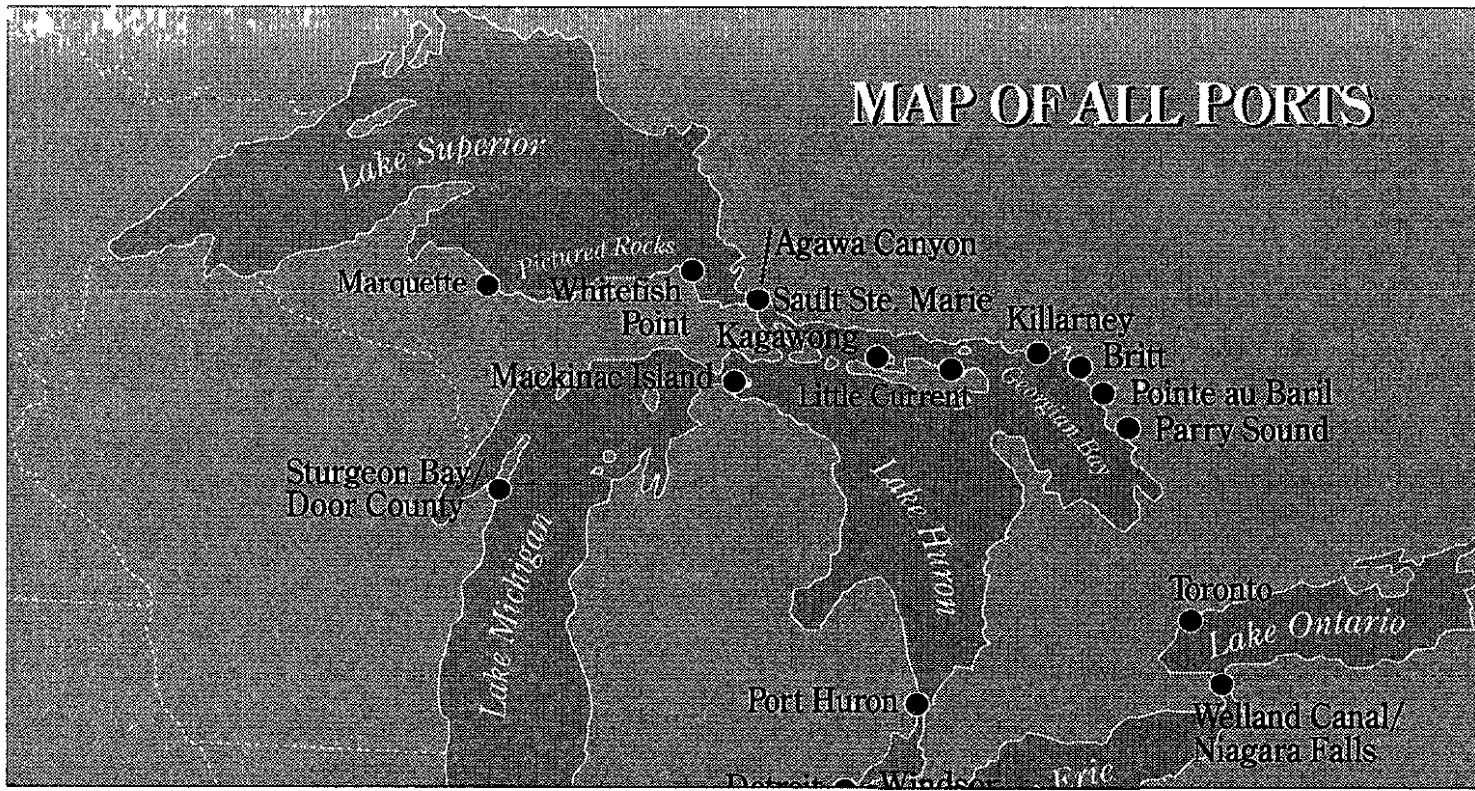 MAP OF ALL PORTS
Lake Superior
Pictured Rocks
Agawa Canyon
Marquette
Whitefish
Point
Sault Ste. Marie
Kagawong
Killarney
Britt
Mackinac Island
Little Current
Georgian Bay
Pointe au Baril
Parry Sound
Sturgeon Bay/
Door County
Lake Michigan
Lake Huron
Toronto
Lake Ontario
Port Huron
Welland Canal/
Niagara Falls
Detroit
Windsor
Erie